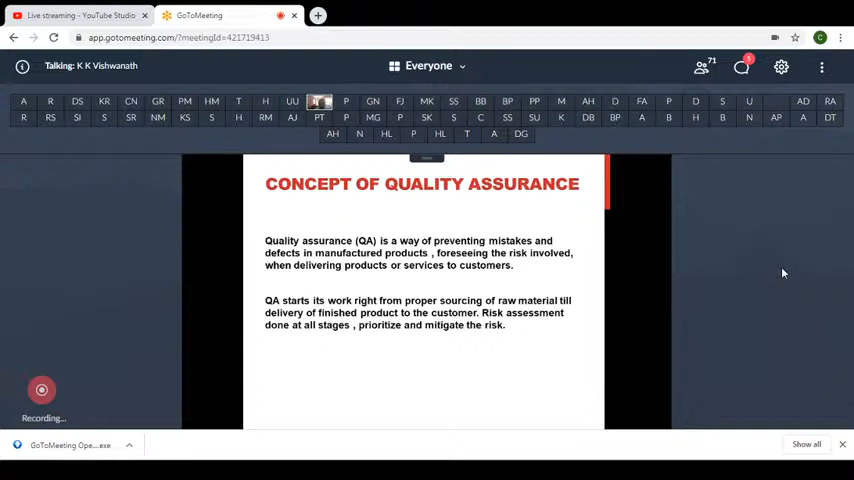 Live streaming - YouTube Studio
GoToMeeting
app.gotomeeting.com/?meetingId=421719413
C
Talking: K K Vishwanath
Everyone
71
5
A R DS KR CN GR PM HM T H UU P GN FJ MK SS BB BP PP M AH D FA P D S U AD RA
R RS SI S SR NM KS S H RM AJ PT P MG P SK S C SS SU K DB BP A B H B N AP A DT
AH N HL P HL T A DG
CONCEPT OF QUALITY ASSURANCE
Quality assurance (QA) is a way of preventing mistakes and
defects in manufactured products , foreseeing the risk involved,
when delivering products or services to customers.
QA starts its work right from proper sourcing of raw material till
delivery of finished product to the customer. Risk assessment
done at all stages , prioritize and mitigate the risk.
Recording...
GoToMeeting Ope....exe
Show all